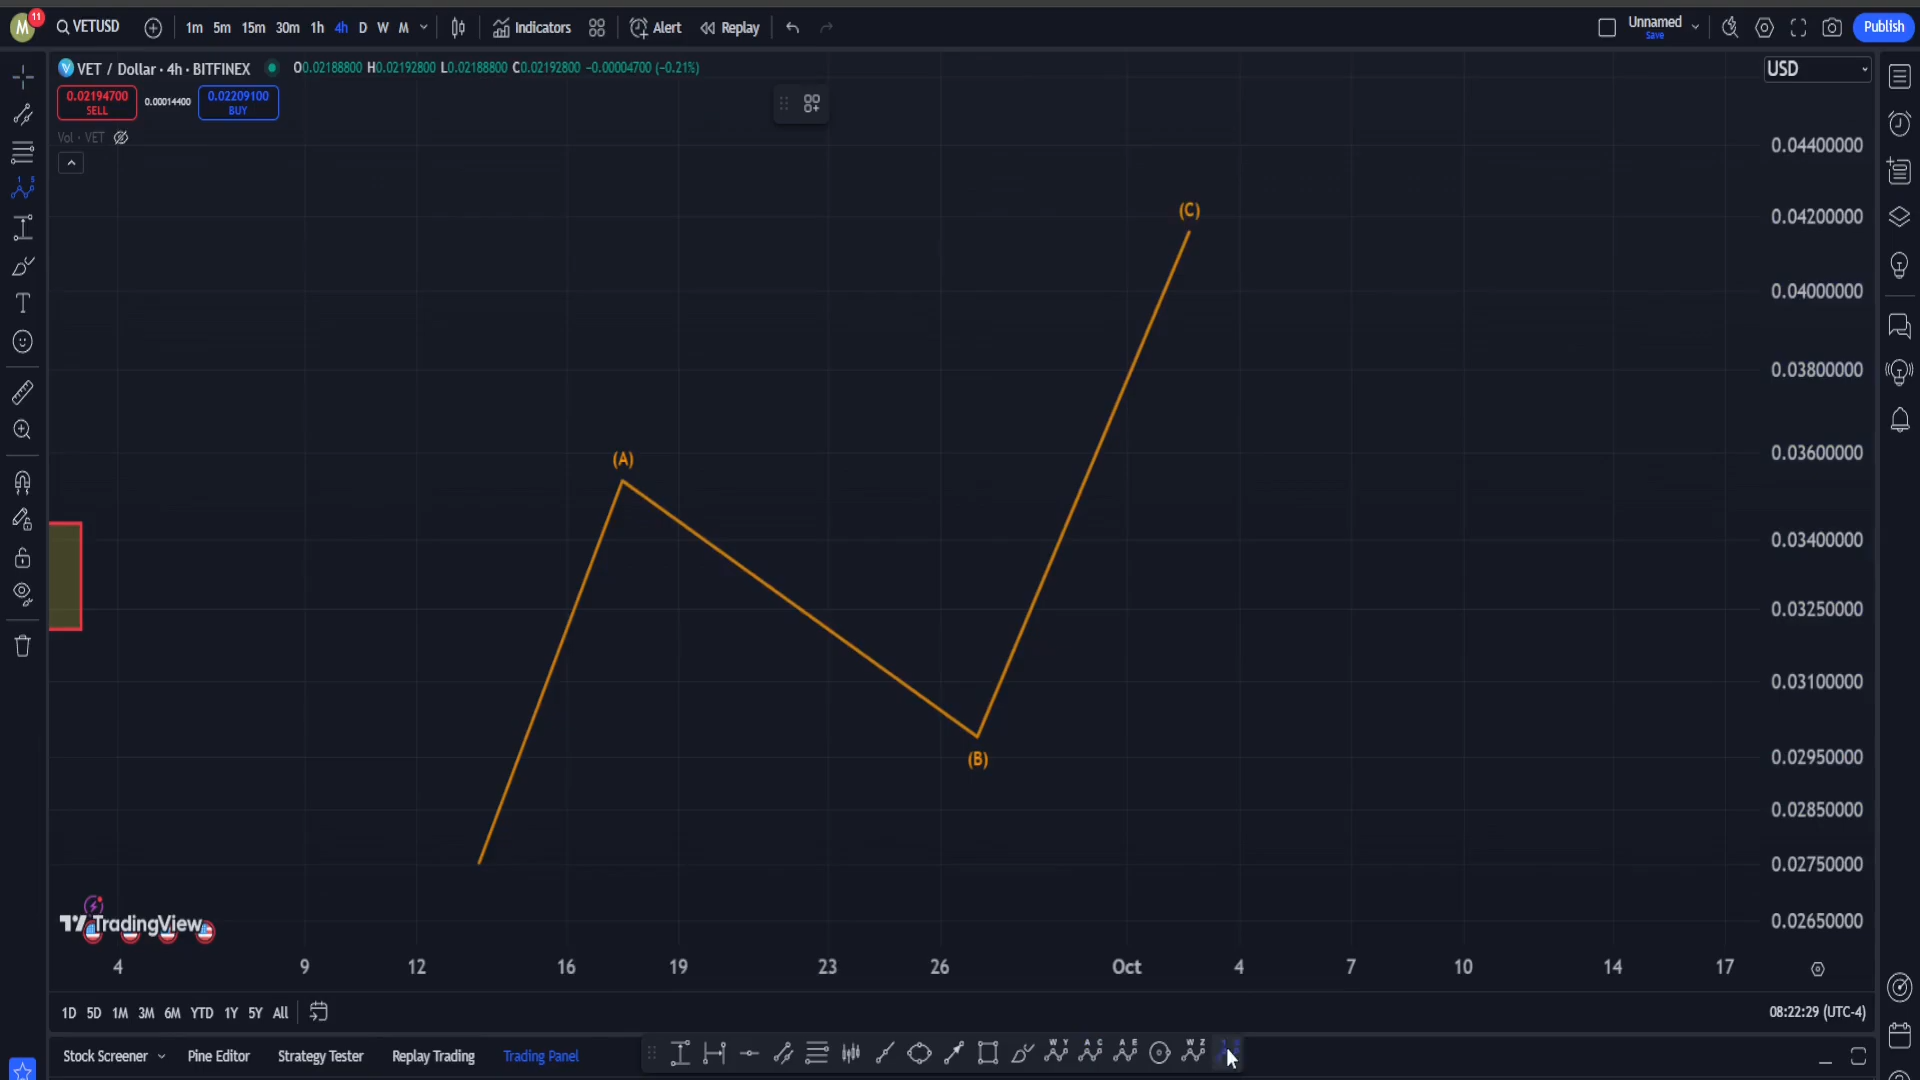 M 11 VETUSD 1m 5m 15m 30m 1h 4h D W M Indicators Alert Replay Unnamed Save Publish
VET / Dollar · 4h · BITFINEX O0.02188800 H0.02192800 L0.02188800 C0.02192800 −0.00004700 (−0.21%) USD
0.02194700 SELL 0.00014400 0.02209100 BUY
Vol · VET
0.04400000
(C)
0.04200000
0.04000000
0.03800000
(A)
0.03600000
0.03400000
0.03250000
0.03100000
(B)
0.02950000
0.02850000
0.02750000
TradingView
0.02650000
4 9 12 16 19 23 26 Oct 4 7 10 14 17
1D 5D 1M 3M 6M YTD 1Y 5Y All 08:22:29 (UTC-4)
Stock Screener Pine Editor Strategy Tester Replay Trading Trading Panel